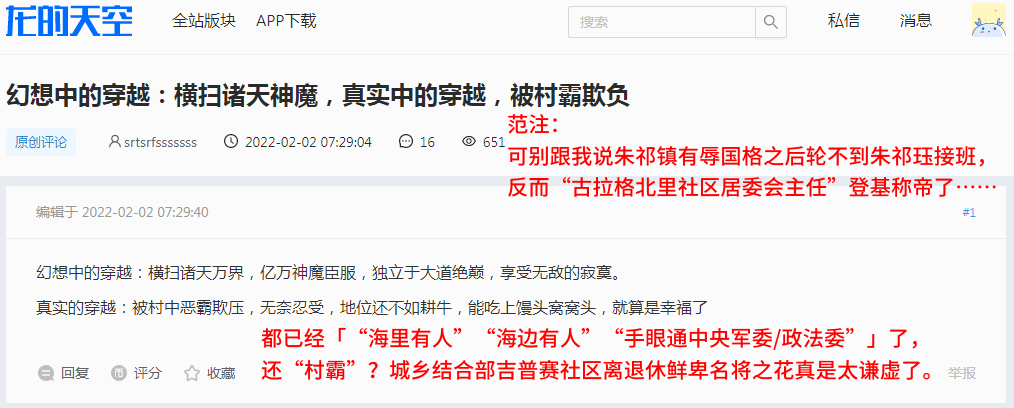 龙的天空 全站版块 APP下载 搜索 私信 消息
幻想中的穿越：横扫诸天神魔，真实中的穿越，被村霸欺负
范注：
原创评论 srtsrfsssssss 2022-02-02 07:29:04 16 651
可别跟我说朱祁镇有辱国格之后轮不到朱祁珏接班，
反而“古拉格北里社区居委会主任”登基称帝了……
编辑于 2022-02-02 07:29:40 #1
幻想中的穿越：横扫诸天万界，亿万神魔臣服，独立于大道绝巅，享受无敌的寂寞。
真实的穿越：被村中恶霸欺压，无奈忍受，地位还不如耕牛，能吃上馒头窝窝头，就算是幸福了
都已经「“海里有人”“海边有人”“手眼通中央军委/政法委”」了，
还“村霸”？城乡结合部吉普赛社区离退休鲜卑名将之花真是太谦虚了。
回复 评分 收藏 举报